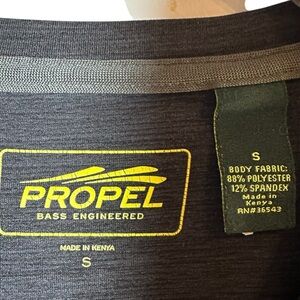 PROPEL
BASS ENGINEERED
MADE IN KENYA
S
S
BODY FABRIC:
88% POLYESTER
12% SPANDEX
Made in
Kenya
RN#36543